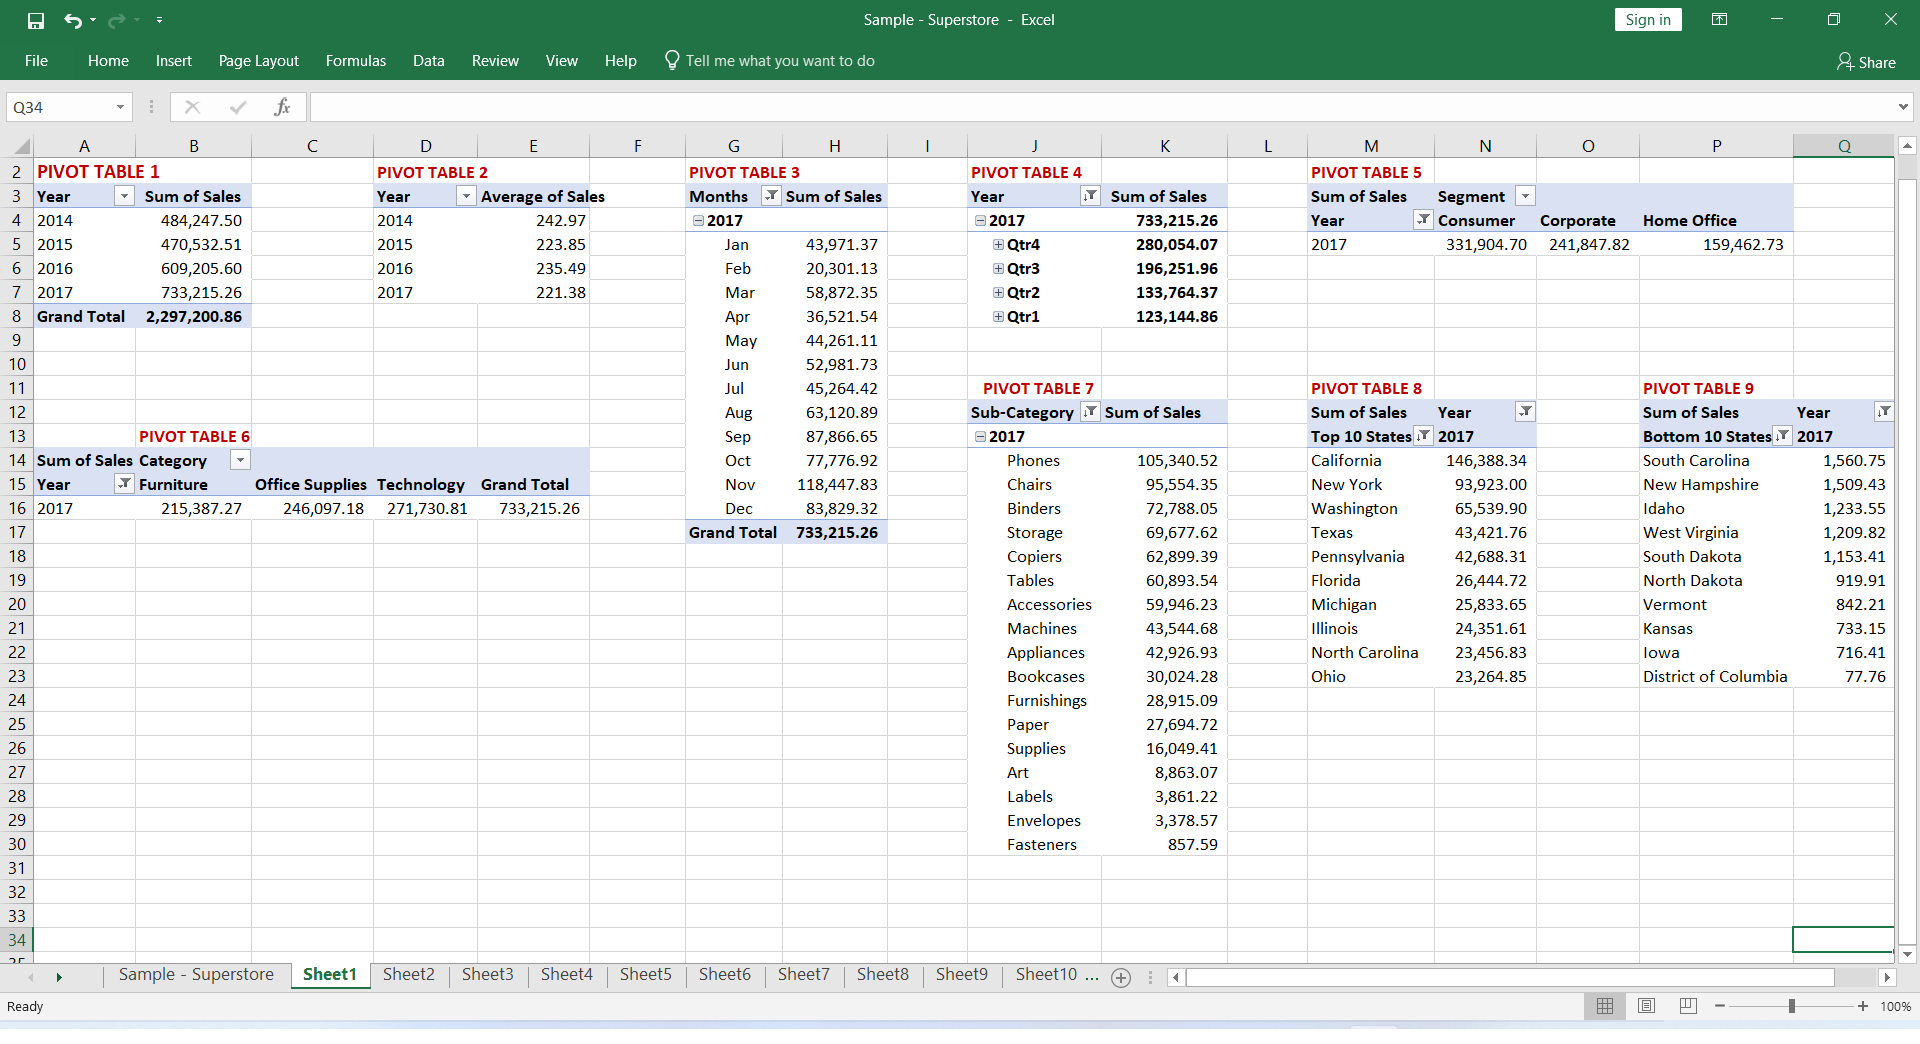 Sample - Superstore - Excel
Sign in
File Home Insert Page Layout Formulas Data Review View Help Tell me what you want to do Share
Q34 fx
A B C D E F G H I J K L M N O P Q
2 PIVOT TABLE 1 PIVOT TABLE 2 PIVOT TABLE 3 PIVOT TABLE 4 PIVOT TABLE 5
3 Year Sum of Sales Year Average of Sales Months Sum of Sales Year Sum of Sales Sum of Sales Segment
4 2014 484,247.50 2014 242.97 2017 2017 733,215.26 Year Consumer Corporate Home Office
5 2015 470,532.51 2015 223.85 Jan 43,971.37 Qtr4 280,054.07 2017 331,904.70 241,847.82 159,462.73
6 2016 609,205.60 2016 235.49 Feb 20,301.13 Qtr3 196,251.96
7 2017 733,215.26 2017 221.38 Mar 58,872.35 Qtr2 133,764.37
8 Grand Total 2,297,200.86 Apr 36,521.54 Qtr1 123,144.86
9 May 44,261.11
10 Jun 52,981.73
11 Jul 45,264.42 PIVOT TABLE 7 PIVOT TABLE 8 PIVOT TABLE 9
12 Aug 63,120.89 Sub-Category Sum of Sales Sum of Sales Year Sum of Sales Year
13 PIVOT TABLE 6 Sep 87,866.65 2017 Top 10 States 2017 Bottom 10 States 2017
14 Sum of Sales Category Oct 77,776.92 Phones 105,340.52 California 146,388.34 South Carolina 1,560.75
15 Year Furniture Office Supplies Technology Grand Total Nov 118,447.83 Chairs 95,554.35 New York 93,923.00 New Hampshire 1,509.43
16 2017 215,387.27 246,097.18 271,730.81 733,215.26 Dec 83,829.32 Binders 72,788.05 Washington 65,539.90 Idaho 1,233.55
17 Grand Total 733,215.26 Storage 69,677.62 Texas 43,421.76 West Virginia 1,209.82
18 Copiers 62,899.39 Pennsylvania 42,688.31 South Dakota 1,153.41
19 Tables 60,893.54 Florida 26,444.72 North Dakota 919.91
20 Accessories 59,946.23 Michigan 25,833.65 Vermont 842.21
21 Machines 43,544.68 Illinois 24,351.61 Kansas 733.15
22 Appliances 42,926.93 North Carolina 23,456.83 Iowa 716.41
23 Bookcases 30,024.28 Ohio 23,264.85 District of Columbia 77.76
24 Furnishings 28,915.09
25 Paper 27,694.72
26 Supplies 16,049.41
27 Art 8,863.07
28 Labels 3,861.22
29 Envelopes 3,378.57
30 Fasteners 857.59
31
32
33
34
35
Sample - Superstore Sheet1 Sheet2 Sheet3 Sheet4 Sheet5 Sheet6 Sheet7 Sheet8 Sheet9 Sheet10 ...
Ready 100%